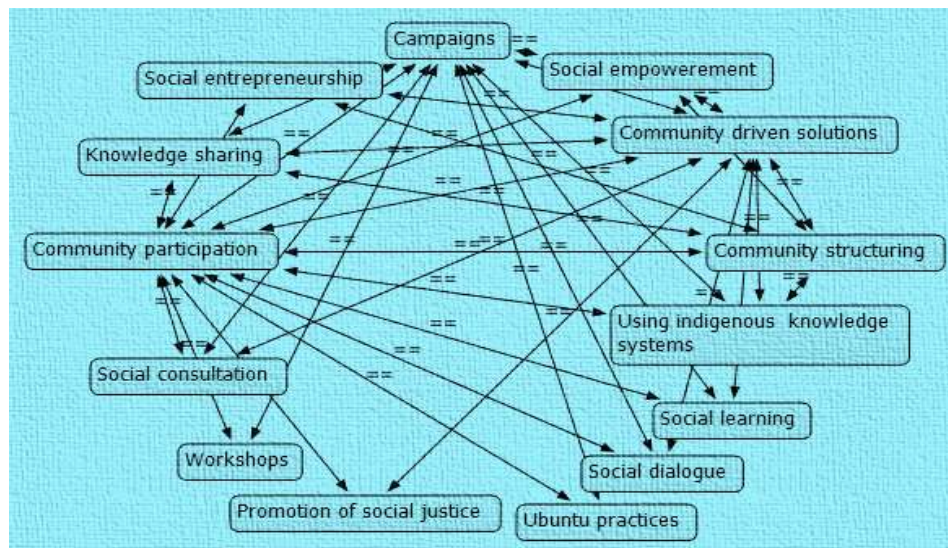 Campaigns
==
Social entrepreneurship
Social empowerement
==
==
Community driven solutions
==
==
==
Knowledge sharing
==
==
==
==
==
==
==
==
Community participation
==
==
==
==
Community structuring
==
==
==
==
==
Using indigenous knowledge
systems
==
==
==
==
Social consultation
==
Social learning
Workshops
Social dialogue
Promotion of social justice
Ubuntu practices